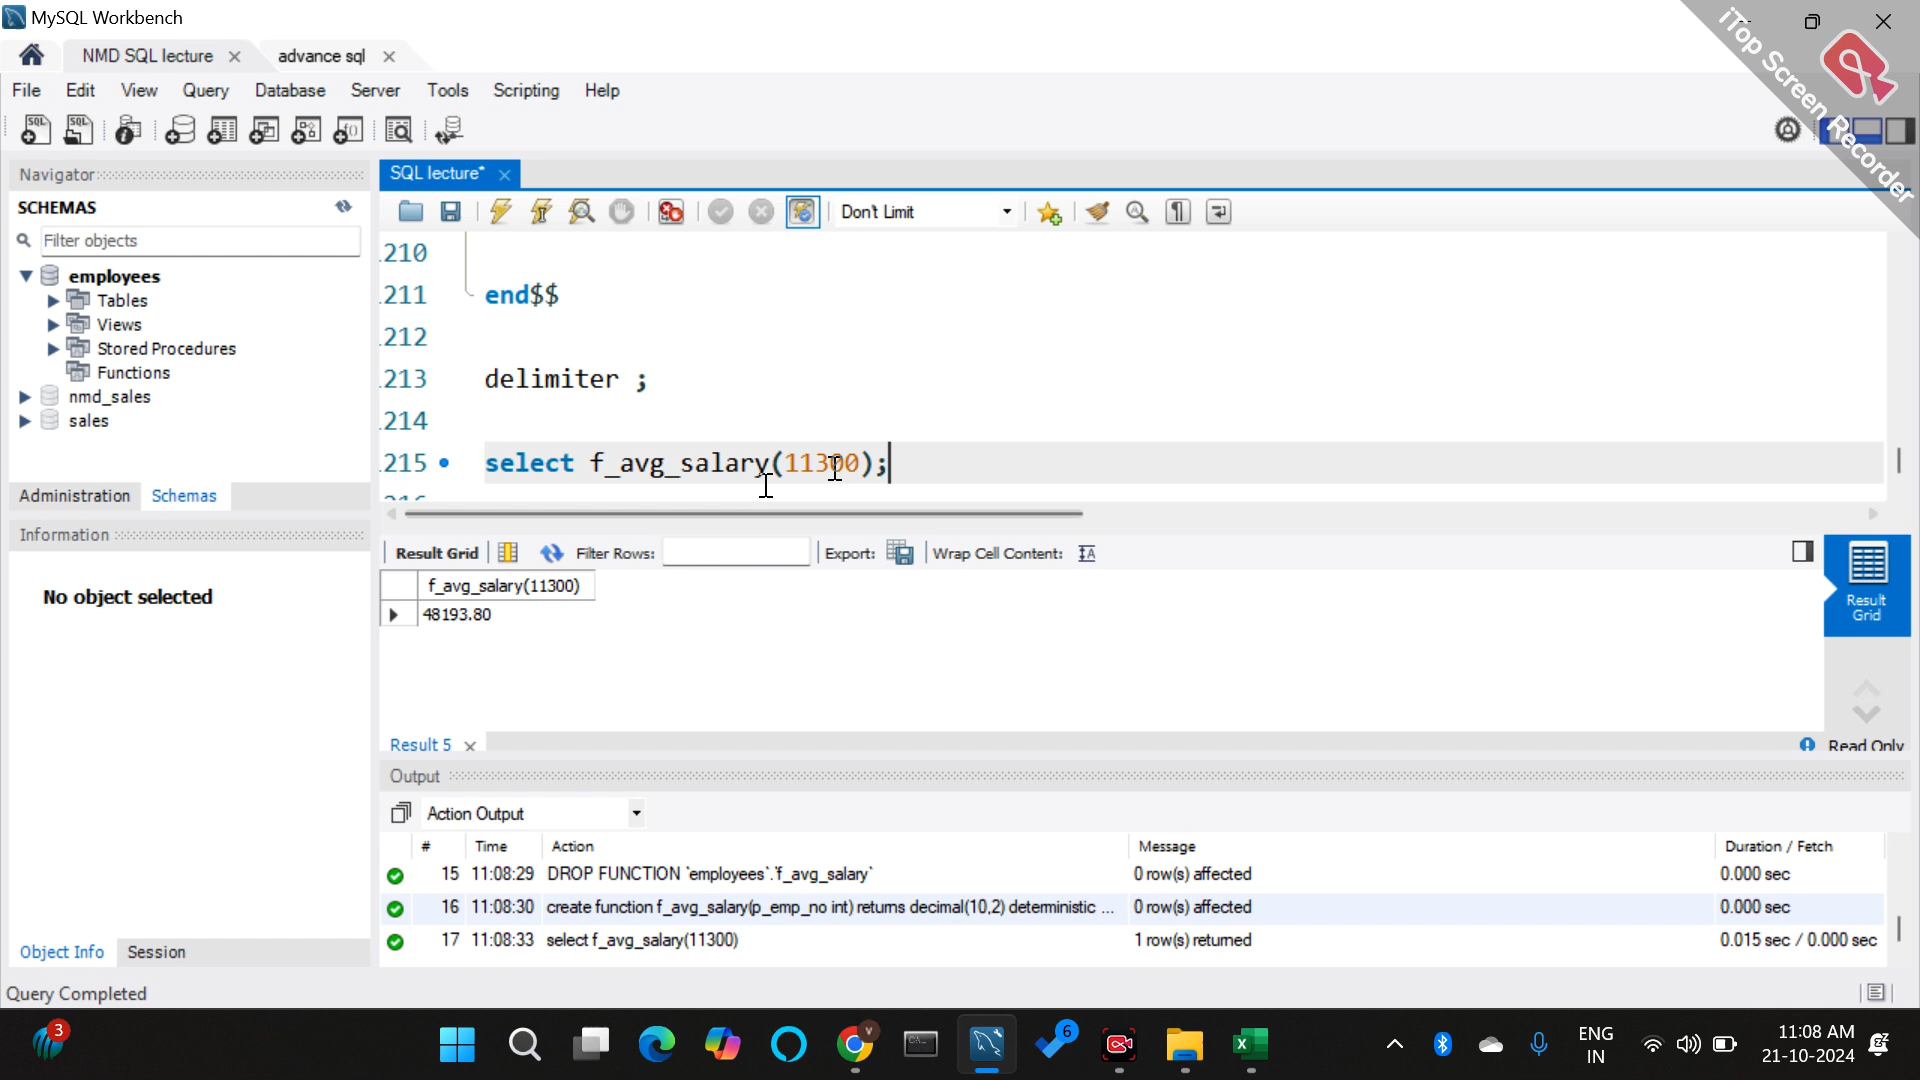 MySQL Workbench
iTop Screen Recorder
NMD SQL lecture
advance sql
File Edit View Query Database Server Tools Scripting Help
Navigator
SCHEMAS
Filter objects
employees
Tables
Views
Stored Procedures
Functions
nmd_sales
sales
Administration Schemas
Information
No object selected
Object Info Session
Query Completed
SQL lecture*
Don't Limit
210
211 end$$
212
213 delimiter ;
214
215 select f_avg_salary(11300);
Result Grid Filter Rows: Export: Wrap Cell Content:
f_avg_salary(11300)
48193.80
Result
Grid
Result 5
Read Only
Output
Action Output
# Time Action Message Duration / Fetch
15 11:08:29 DROP FUNCTION `employees`.`f_avg_salary` 0 row(s) affected 0.000 sec
16 11:08:30 create function f_avg_salary(p_emp_no int) returns decimal(10,2) deterministic ... 0 row(s) affected 0.000 sec
17 11:08:33 select f_avg_salary(11300) 1 row(s) returned 0.015 sec / 0.000 sec
3
6
ENG
IN
11:08 AM
21-10-2024